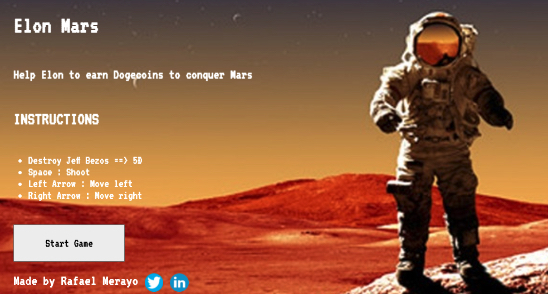 Elon Mars
Help Elon to earn Dogecoins to conquer Mars
INSTRUCTIONS
• Destroy Jeff Bezos ==> 5D
• Space : Shoot
• Left Arrow : Move left
• Right Arrow : Move right
Start Game
Made by Rafael Merayo
in